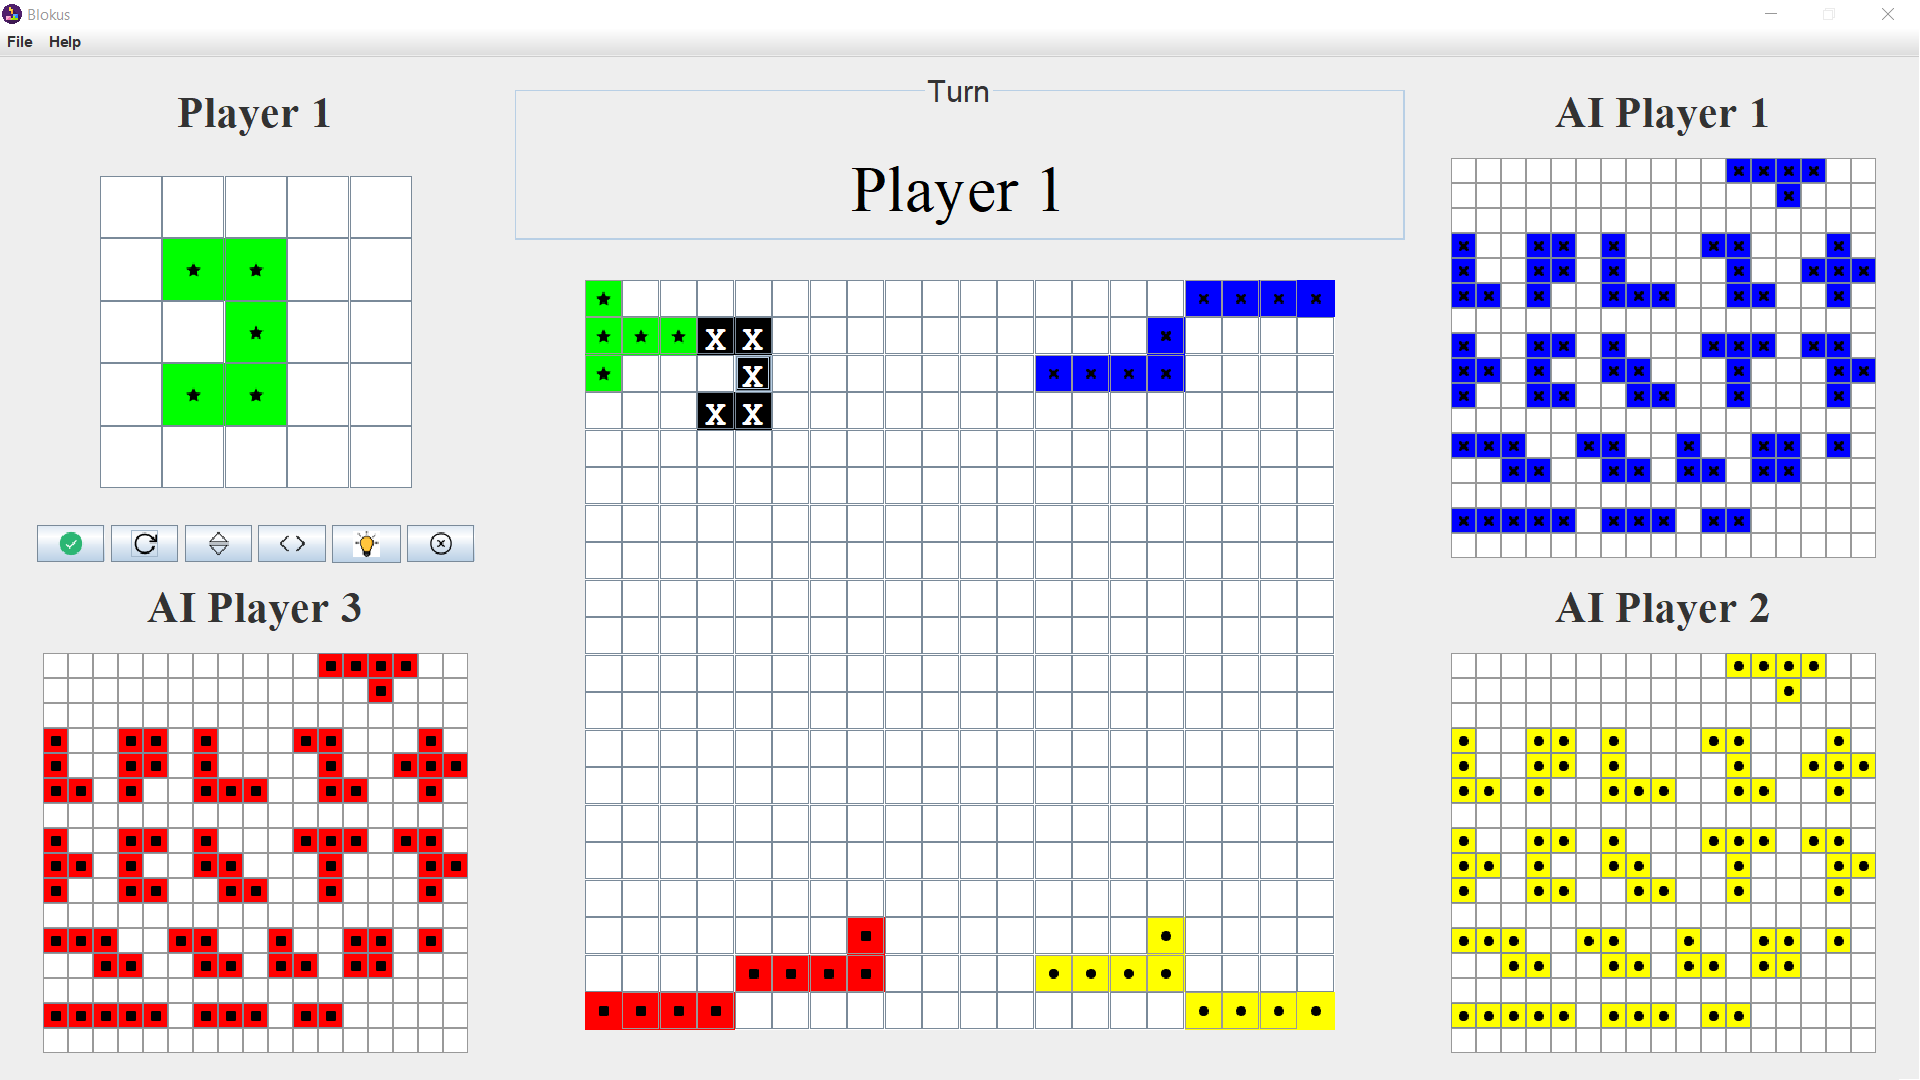 Blokus
File Help
Turn
Player 1
Player 1
AI Player 1
X X
X
X X
AI Player 3
AI Player 2